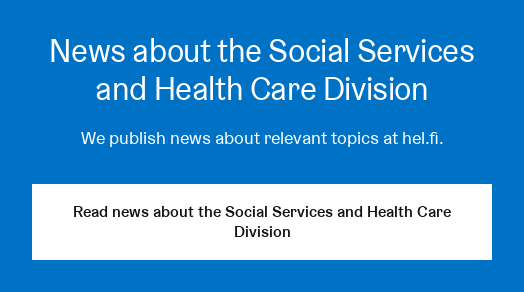 News about the Social Services
and Health Care Division
We publish news about relevant topics at hel.fi.
Read news about the Social Services and Health Care
Division